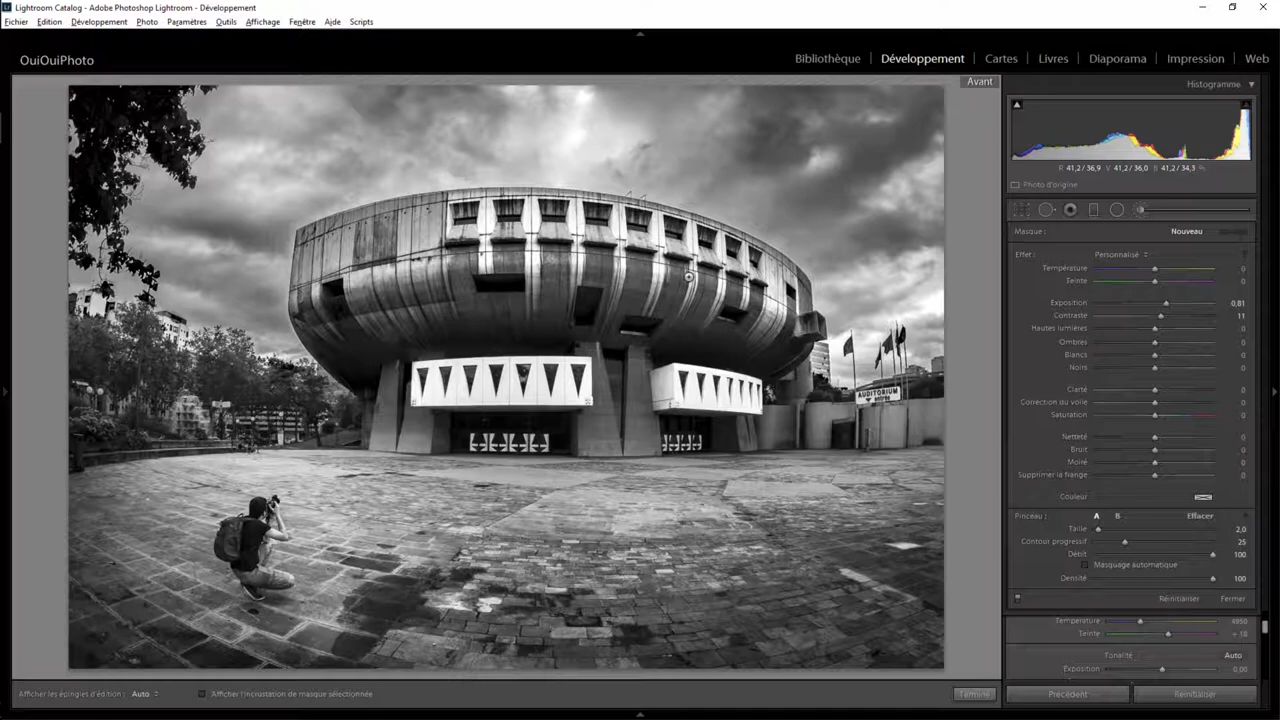 Lightroom Catalog - Adobe Photoshop Lightroom - Développement
Fichier Edition Développement Photo Paramètres Outils Affichage Fenêtre Aide Scripts
OuiOuiPhoto
Bibliothèque Développement Cartes Livres Diaporama Impression Web
Avant
Histogramme
R 41,2 / 36,9 V 41,2 / 36,0 B 41,2 / 34,3 %
Photo d'origine
Masque : Nouveau
Effet : Personnalisé
Température 0
Teinte 0
Exposition 0,81
Contraste 11
Hautes lumières 0
Ombres 0
Blancs 0
Noirs 0
Clarté 0
Correction du voile 0
Saturation 0
Netteté 0
Bruit 0
Moiré 0
Supprimer la frange 0
Couleur
Pinceau : A B Effacer
Taille 2,0
Contour progressif 25
Débit 100
Masquage automatique
Densité 100
Réinitialiser Fermer
Température 4950
Teinte + 18
Tonalité Auto
Exposition 0,00
AUDITORIUM
Afficher les épingles d'édition : Auto Afficher l'incrustation de masque sélectionnée Terminé
Précédent Réinitialiser